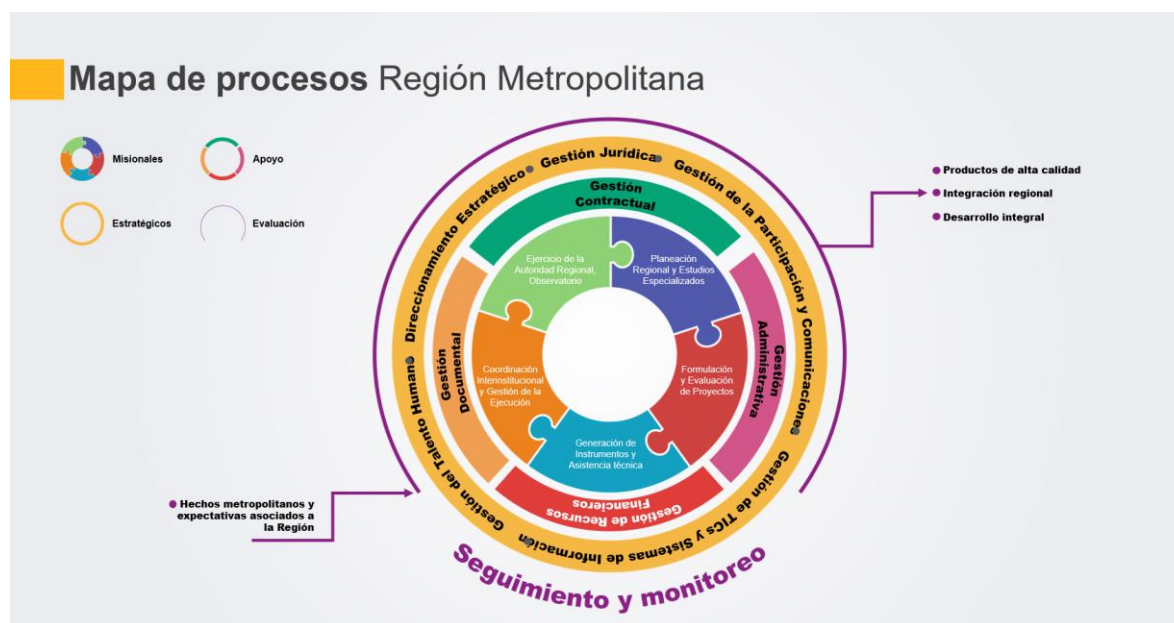 Mapa de procesos Región Metropolitana
Misionales
Apoyo
Estratégicos
Evaluación
Direccionamiento Estratégico
Gestión Jurídica
Gestión de la Participación y Comunicaciones
Gestión de TICs y Sistemas de Información
Gestión del Talento Humano
Gestión
Contractual
Gestión
Administrativa
Gestión de Recursos
Financieros
Gestión
Documental
Ejercicio de la
Autoridad Regional,
Observatorio
Planeación
Regional y Estudios
Especializados
Formulación
y Evaluación
de Proyectos
Generación de
Instrumentos y
Asistencia técnica
Coordinación
Interinstitucional
y Gestión de la
Ejecución
Productos de alta calidad
Integración regional
Desarrollo integral
Hechos metropolitanos y
expectativas asociados a
la Región
Seguimiento y monitoreo